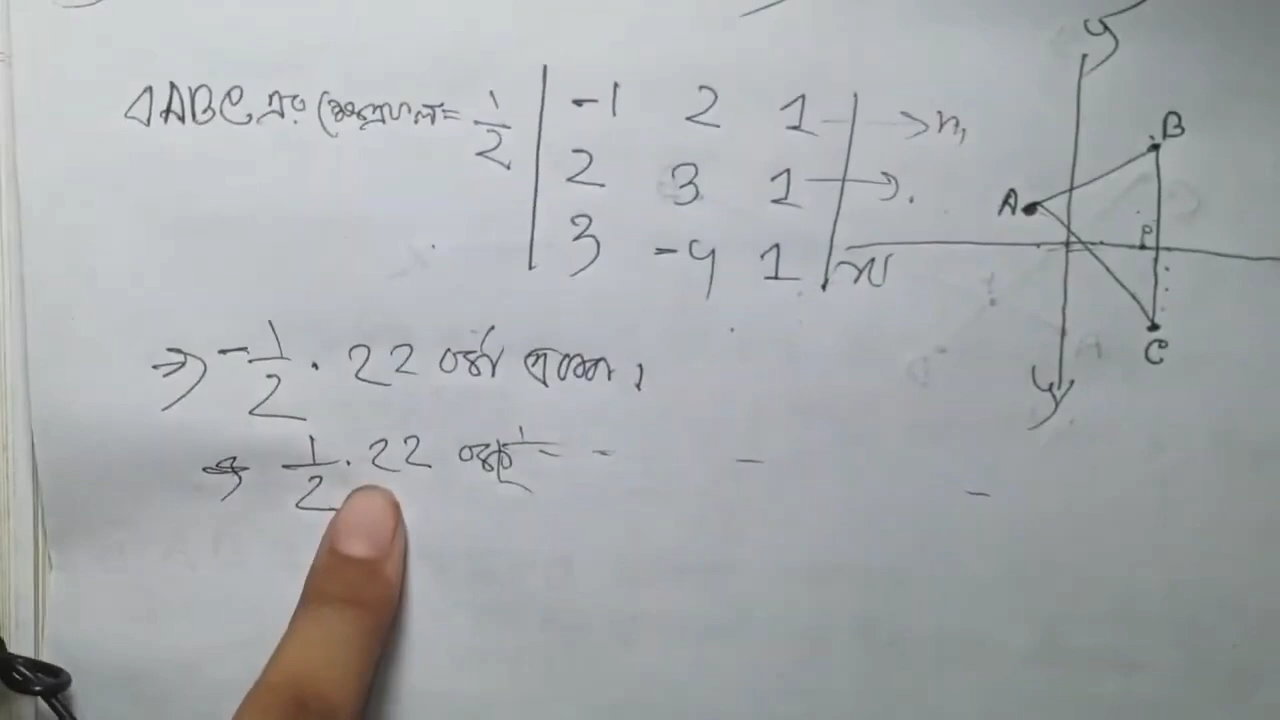 ΔABC এর ক্ষেত্রফল = 1/2 | -1 2 1 |
2 3 1
3 -4 1
⇒ -1/2 . 22 বর্গ একক ।
⇒ 1/2 . 22 বর্গ - - -
y
B
A
C